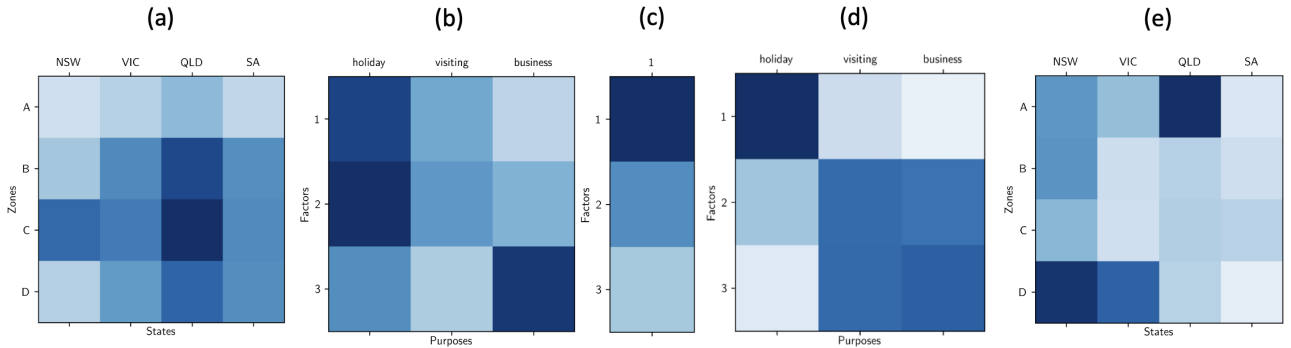 (a)
NSW VIC QLD SA
A
B
C
D
Zones
States
(b)
holiday visiting business
1
2
3
Factors
Purposes
(c)
1
1
2
3
Factors
(d)
holiday visiting business
1
2
3
Factors
Purposes
(e)
NSW VIC QLD SA
A
B
C
D
Zones
States